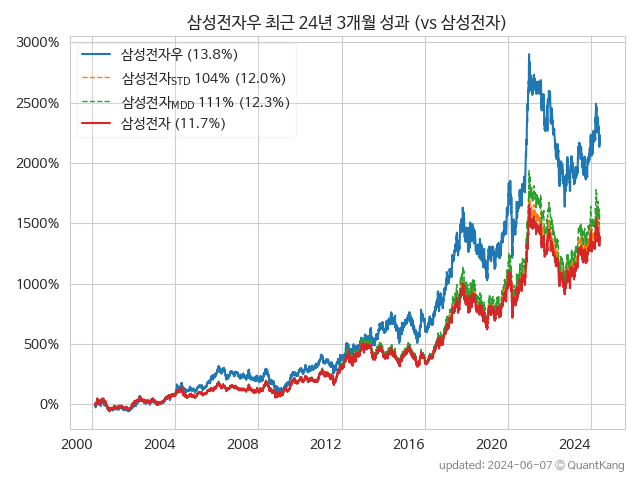 삼성전자우 최근 24년 3개월 성과 (vs 삼성전자)
3000%
2500%
2000%
1500%
1000%
500%
0%
삼성전자우 (13.8%)
삼성전자STD 104% (12.0%)
삼성전자MDD 111% (12.3%)
삼성전자 (11.7%)
2000 2004 2008 2012 2016 2020 2024
updated: 2024-06-07 © QuantKang